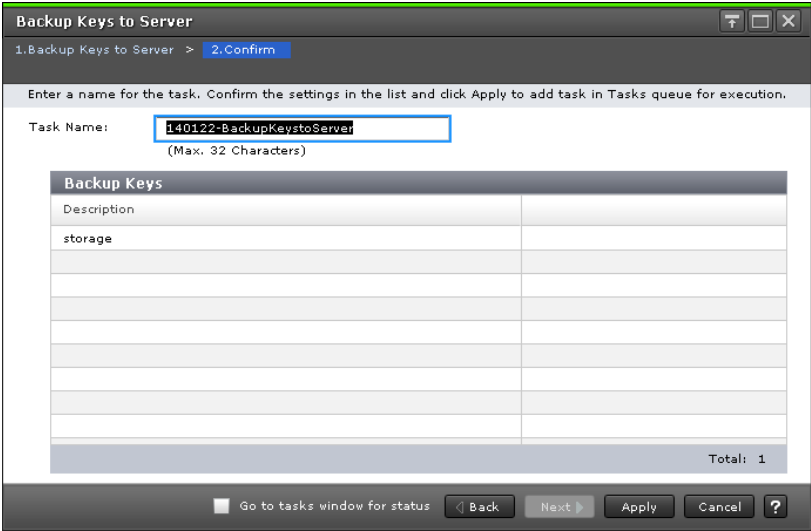 Backup Keys to Server
1.Backup Keys to Server > 2.Confirm
Enter a name for the task. Confirm the settings in the list and click Apply to add task in Tasks queue for execution.
Task Name: 140122-BackupKeystoServer
(Max. 32 Characters)
Backup Keys
Description
storage
Total: 1
Go to tasks window for status Back Next Apply Cancel ?